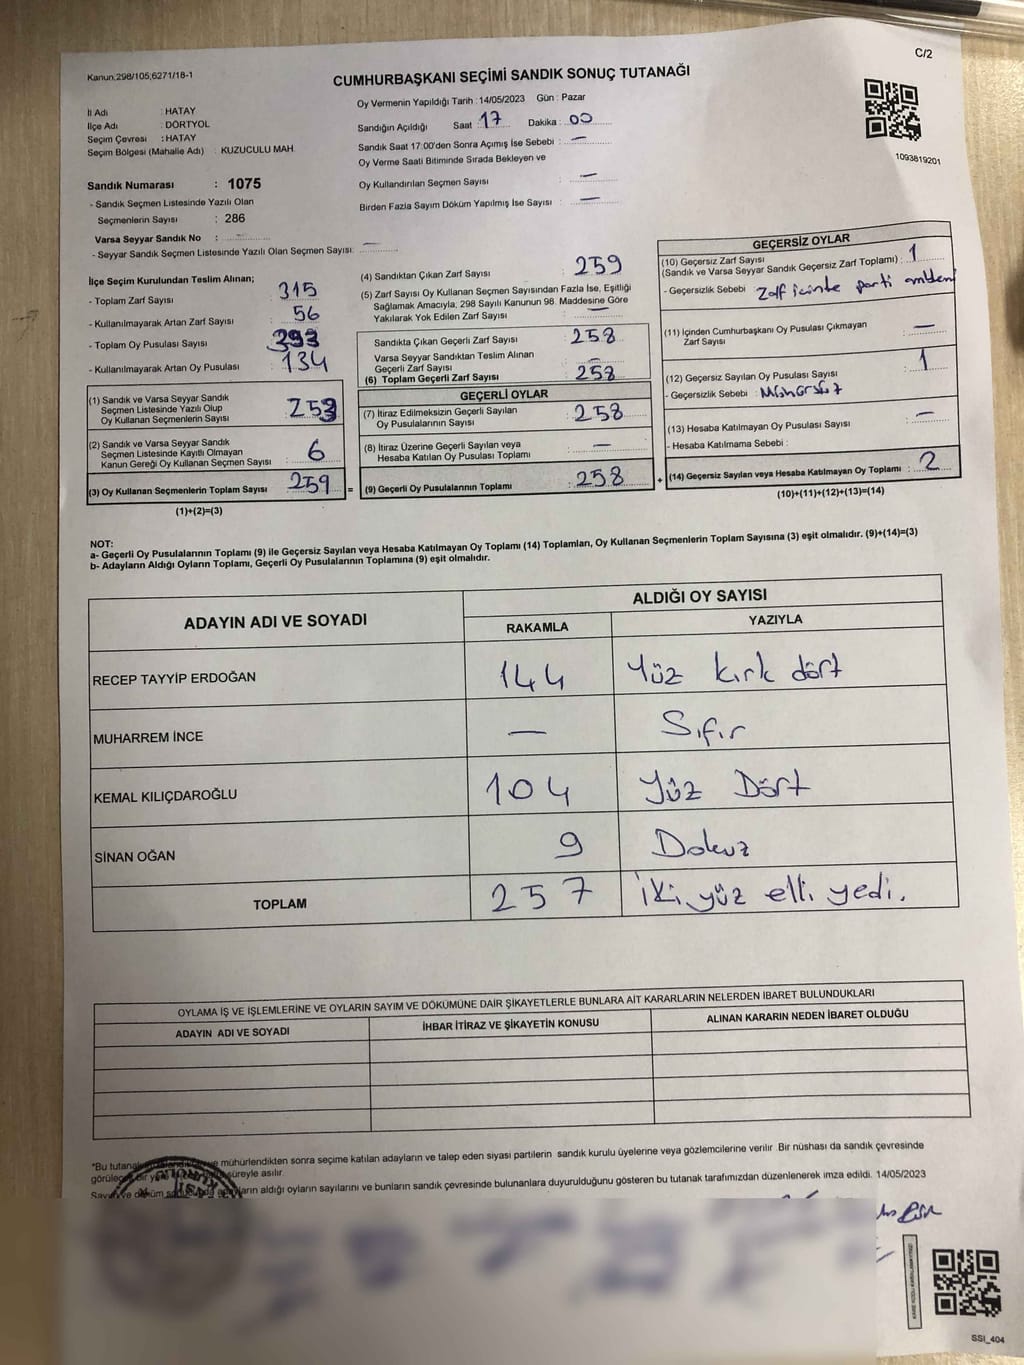 C/2
Kanun.298/105;6271/18-1
CUMHURBAŞKANI SEÇİMİ SANDIK SONUÇ TUTANAĞI
Oy Vermenin Yapıldığı Tarih : 14/05/2023 Gün : Pazar
İl Adı : HATAY
İlçe Adı : DÖRTYOL
Seçim Çevresi : HATAY
Seçim Bölgesi (Mahalle Adı) : KUZUCULU MAH.
Sandığın Açıldığı Saat : 17 Dakika : 00
Sandık Saat 17:00'den Sonra Açımış İse Sebebi : —
Oy Verme Saati Bitiminde Sırada Bekleyen ve
Oy Kullandırılan Seçmen Sayısı : —
Birden Fazla Sayım Döküm Yapılmış İse Sayısı : —
1093819201
Sandık Numarası : 1075
- Sandık Seçmen Listesinde Yazılı Olan
Seçmenlerin Sayısı : 286
Varsa Seyyar Sandık No : —
- Seyyar Sandık Seçmen Listesinde Yazılı Olan Seçmen Sayısı: —
İlçe Seçim Kurulundan Teslim Alınan;
- Toplam Zarf Sayısı : 315
- Kullanılmayarak Artan Zarf Sayısı : 56
- Toplam Oy Pusulası Sayısı : 393
- Kullanılmayarak Artan Oy Pusulası : 134
(1) Sandık ve Varsa Seyyar Sandık
Seçmen Listesinde Yazılı Olup
Oy Kullanan Seçmenlerin Sayısı : 253
(2) Sandık ve Varsa Seyyar Sandık
Seçmen Listesinde Kayıtlı Olmayan
Kanun Gereği Oy Kullanan Seçmen Sayısı : 6
(3) Oy Kullanan Seçmenlerin Toplam Sayısı : 259
(1)+(2)=(3)
(4) Sandıktan Çıkan Zarf Sayısı : 259
(5) Zarf Sayısı Oy Kullanan Seçmen Sayısından Fazla İse, Eşitliği
Sağlamak Amacıyla; 298 Sayılı Kanunun 98. Maddesine Göre
Yakılarak Yok Edilen Zarf Sayısı : —
Sandıkta Çıkan Geçerli Zarf Sayısı : 258
Varsa Seyyar Sandıktan Teslim Alınan
Geçerli Zarf Sayısı : —
(6) Toplam Geçerli Zarf Sayısı : 258
GEÇERLİ OYLAR
(7) İtiraz Edilmeksizin Geçerli Sayılan
Oy Pusulalarının Sayısı : 258
(8) İtiraz Üzerine Geçerli Sayılan veya
Hesaba Katılan Oy Pusulası Toplamı : —
= (9) Geçerli Oy Pusulalarının Toplamı : 258
GEÇERSİZ OYLAR
(10) Geçersiz Zarf Sayısı
(Sandık ve Varsa Seyyar Sandık Geçersiz Zarf Toplamı) : 1
- Geçersizlik Sebebi : Zarf içinde parti amblemi
(11) İçinden Cumhurbaşkanı Oy Pusulası Çıkmayan
Zarf Sayısı : —
(12) Geçersiz Sayılan Oy Pusulası Sayısı : 1
- Geçersizlik Sebebi : Mühürsüz
(13) Hesaba Katılmayan Oy Pusulası Sayısı : —
- Hesaba Katılmama Sebebi :
+ (14) Geçersiz Sayılan veya Hesaba Katılmayan Oy Toplamı : 2
(10)+(11)+(12)+(13)=(14)
NOT:
a- Geçerli Oy Pusulalarının Toplamı (9) ile Geçersiz Sayılan veya Hesaba Katılmayan Oy Toplamı (14) Toplamları, Oy Kullanan Seçmenlerin Toplam Sayısına (3) eşit olmalıdır. (9)+(14)=(3)
b- Adayların Aldığı Oyların Toplamı, Geçerli Oy Pusulalarının Toplamına (9) eşit olmalıdır.
ADAYIN ADI VE SOYADI
ALDIĞI OY SAYISI
RAKAMLA YAZIYLA
RECEP TAYYİP ERDOĞAN 144 Yüz kırk dört
MUHARREM İNCE — Sıfır
KEMAL KILIÇDAROĞLU 104 Yüz Dört
SİNAN OĞAN 9 Dokuz
TOPLAM 257 İki yüz elli yedi.
OYLAMA İŞ VE İŞLEMLERİNE VE OYLARIN SAYIM VE DÖKÜMÜNE DAİR ŞİKAYETLERLE BUNLARA AİT KARARLARIN NELERDEN İBARET BULUNDUKLARI
ADAYIN ADI VE SOYADI İHBAR İTİRAZ VE ŞİKAYETİN KONUSU ALINAN KARARIN NEDEN İBARET OLDUĞU
*Bu tutanak mühürlendikten sonra seçime katılan adayların ve talep eden siyasi partilerin sandık kurulu üyelerine veya gözlemcilerine verilir Bir nüshası da sandık çevresinde
görülecek bir yere süreyle asılır.
Sayım ve döküm sonucunda adayların aldığı oyların sayılarını ve bunların sandık çevresinde bulunanlara duyurulduğunu gösteren bu tutanak tarafımızdan düzenlenerek imza edildi. 14/05/2023
SSI_404